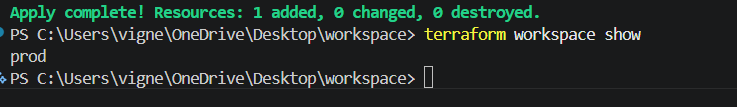 Apply complete! Resources: 1 added, 0 changed, 0 destroyed.
PS C:\Users\vigne\OneDrive\Desktop\workspace> terraform workspace show
prod
PS C:\Users\vigne\OneDrive\Desktop\workspace>